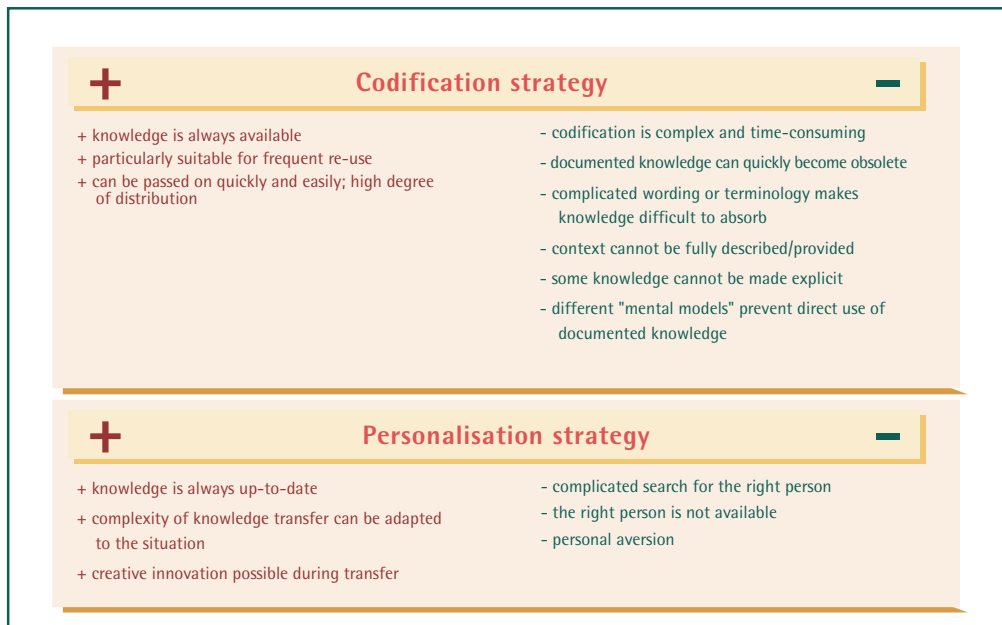 + Codification strategy -
+ knowledge is always available
+ particularly suitable for frequent re-use
+ can be passed on quickly and easily; high degree
of distribution
- codification is complex and time-consuming
- documented knowledge can quickly become obsolete
- complicated wording or terminology makes
knowledge difficult to absorb
- context cannot be fully described/provided
- some knowledge cannot be made explicit
- different "mental models" prevent direct use of
documented knowledge
+ Personalisation strategy -
+ knowledge is always up-to-date
+ complexity of knowledge transfer can be adapted
to the situation
+ creative innovation possible during transfer
- complicated search for the right person
- the right person is not available
- personal aversion